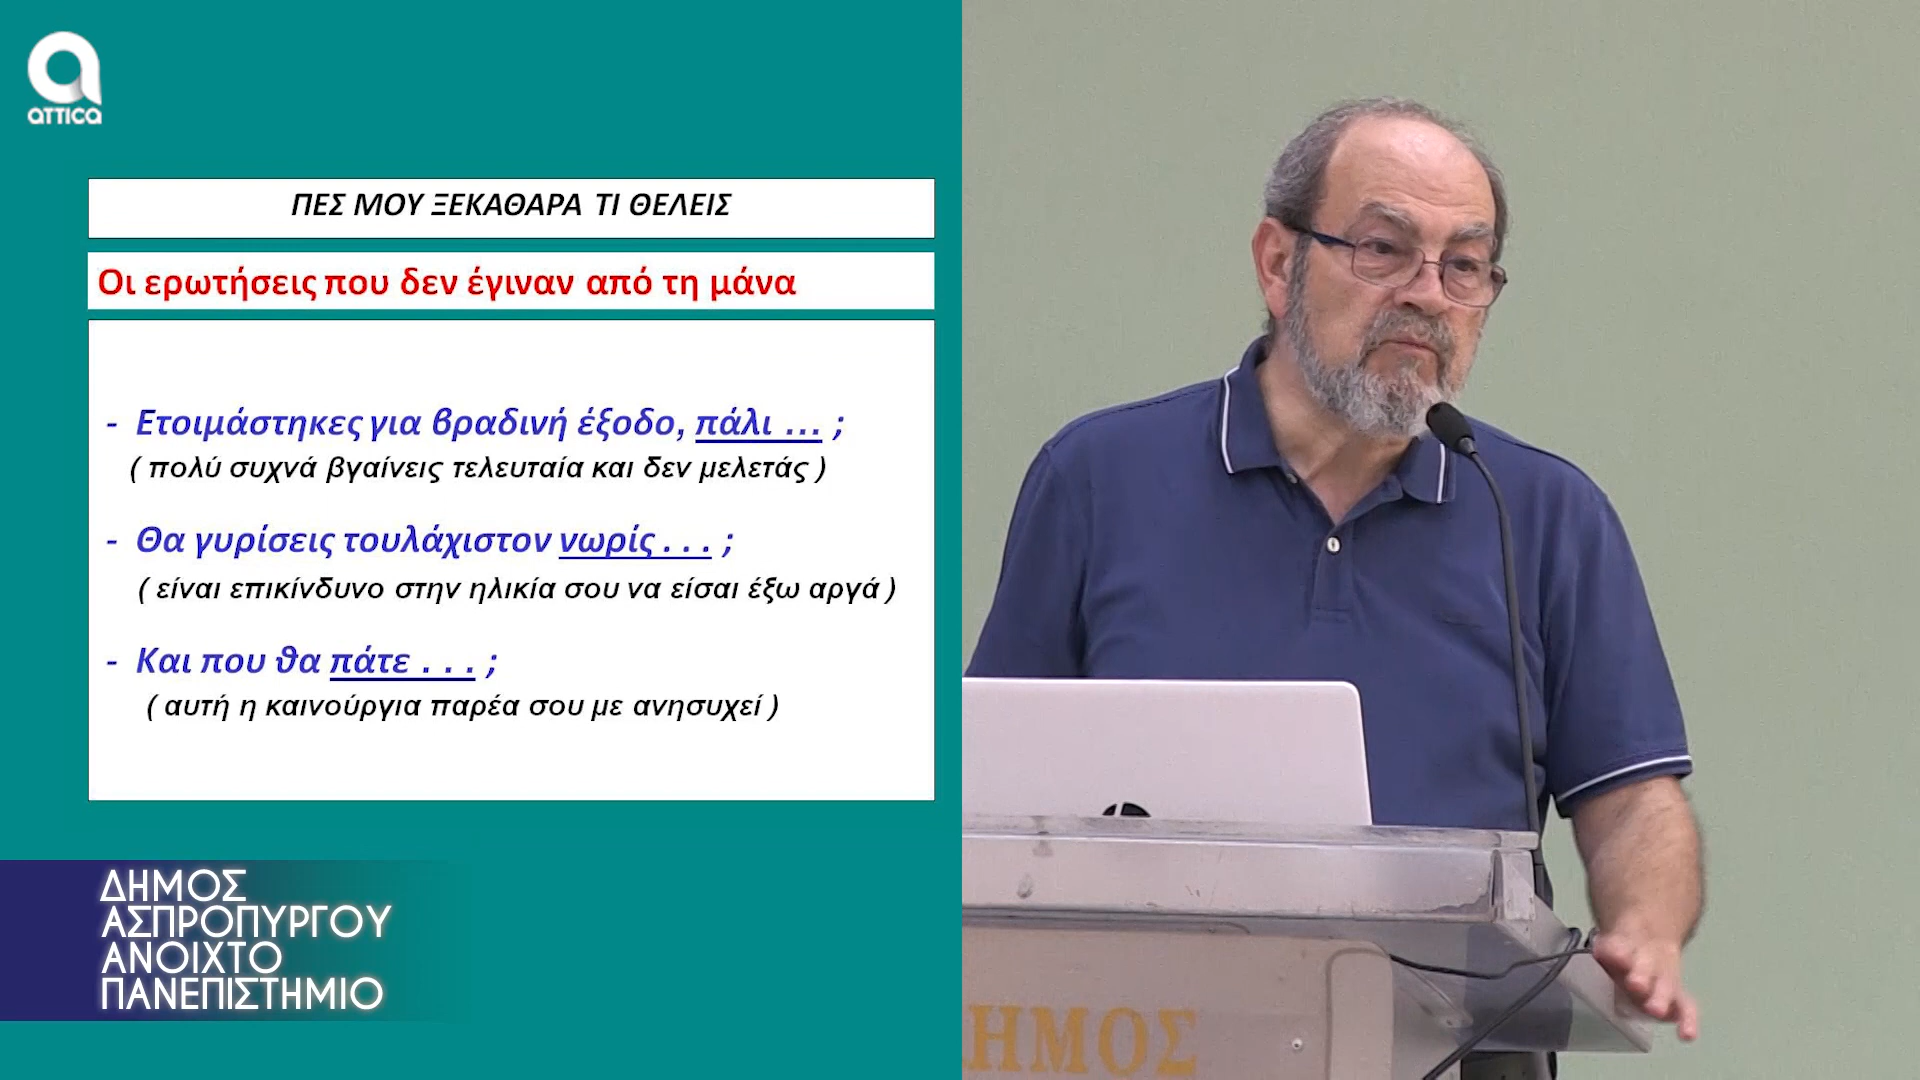 aττica
ΠΕΣ ΜΟΥ ΞΕΚΑΘΑΡΑ ΤΙ ΘΕΛΕΙΣ
Οι ερωτήσεις που δεν έγιναν από τη μάνα
- Ετοιμάστηκες για βραδινή έξοδο, πάλι ... ;
( πολύ συχνά βγαίνεις τελευταία και δεν μελετάς )
- Θα γυρίσεις τουλάχιστον νωρίς . . . ;
( είναι επικίνδυνο στην ηλικία σου να είσαι έξω αργά )
- Και που θα πάτε . . . ;
( αυτή η καινούργια παρέα σου με ανησυχεί )
ΔΗΜΟΣ
ΑΣΠΡΟΠΥΡΓΟΥ
ΑΝΟΙΧΤΟ
ΠΑΝΕΠΙΣΤΗΜΙΟ
ΗΜΟΣ